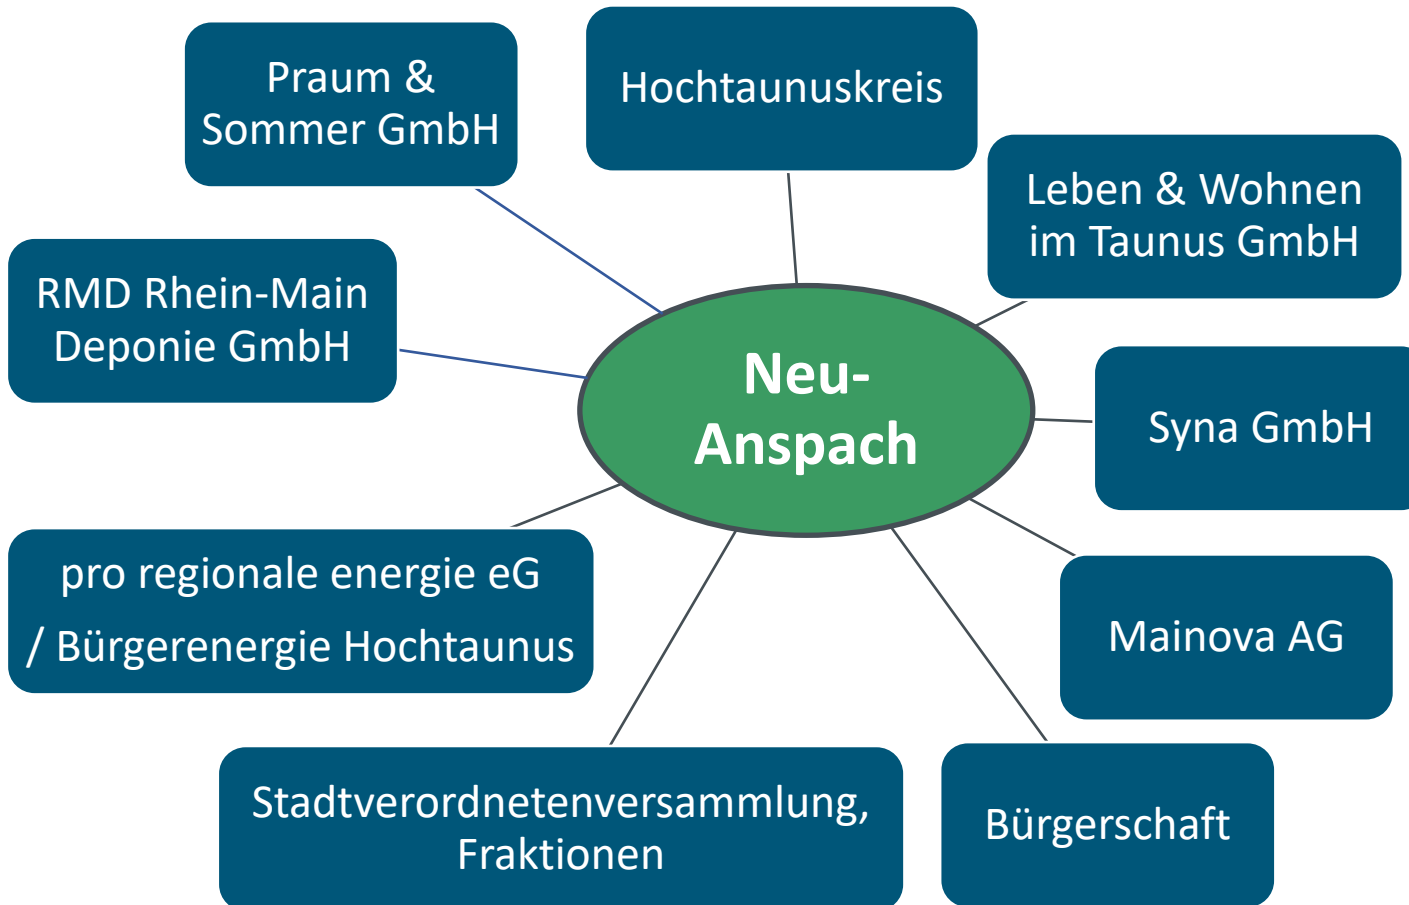 Praum &
Sommer GmbH
Hochtaunuskreis
Leben & Wohnen
im Taunus GmbH
RMD Rhein-Main
Deponie GmbH
Neu-
Anspach
Syna GmbH
pro regionale energie eG
/ Bürgerenergie Hochtaunus
Mainova AG
Stadtverordnetenversammlung,
Fraktionen
Bürgerschaft